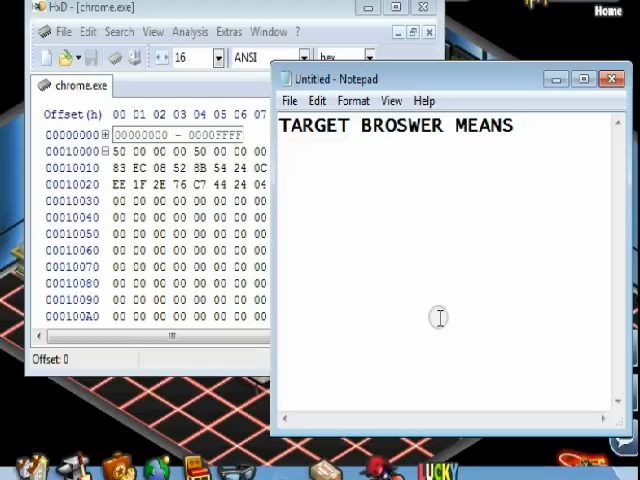 HxD - [chrome.exe]
File Edit Search View Analysis Extras Window ?
16 ANSI hex
chrome.exe
Offset(h) 00 01 02 03 04 05 06 07
00000000 00000000 - 0000FFFF
00010000 50 00 00 00 50 00 00 00
00010010 83 EC 08 52 8B 54 24 0C
00010020 EE 1F 2E 76 C7 44 24 04
00010030 00 00 00 00 00 00 00 00
00010040 00 00 00 00 00 00 00 00
00010050 00 00 00 00 00 00 00 00
00010060 00 00 00 00 00 00 00 00
00010070 00 00 00 00 00 00 00 00
00010080 00 00 00 00 00 00 00 00
00010090 00 00 00 00 00 00 00 00
000100A0 00 00 00 00 00 00 00 00
Offset: 0
Untitled - Notepad
File Edit Format View Help
TARGET BROSWER MEANS
Home
LUCKY